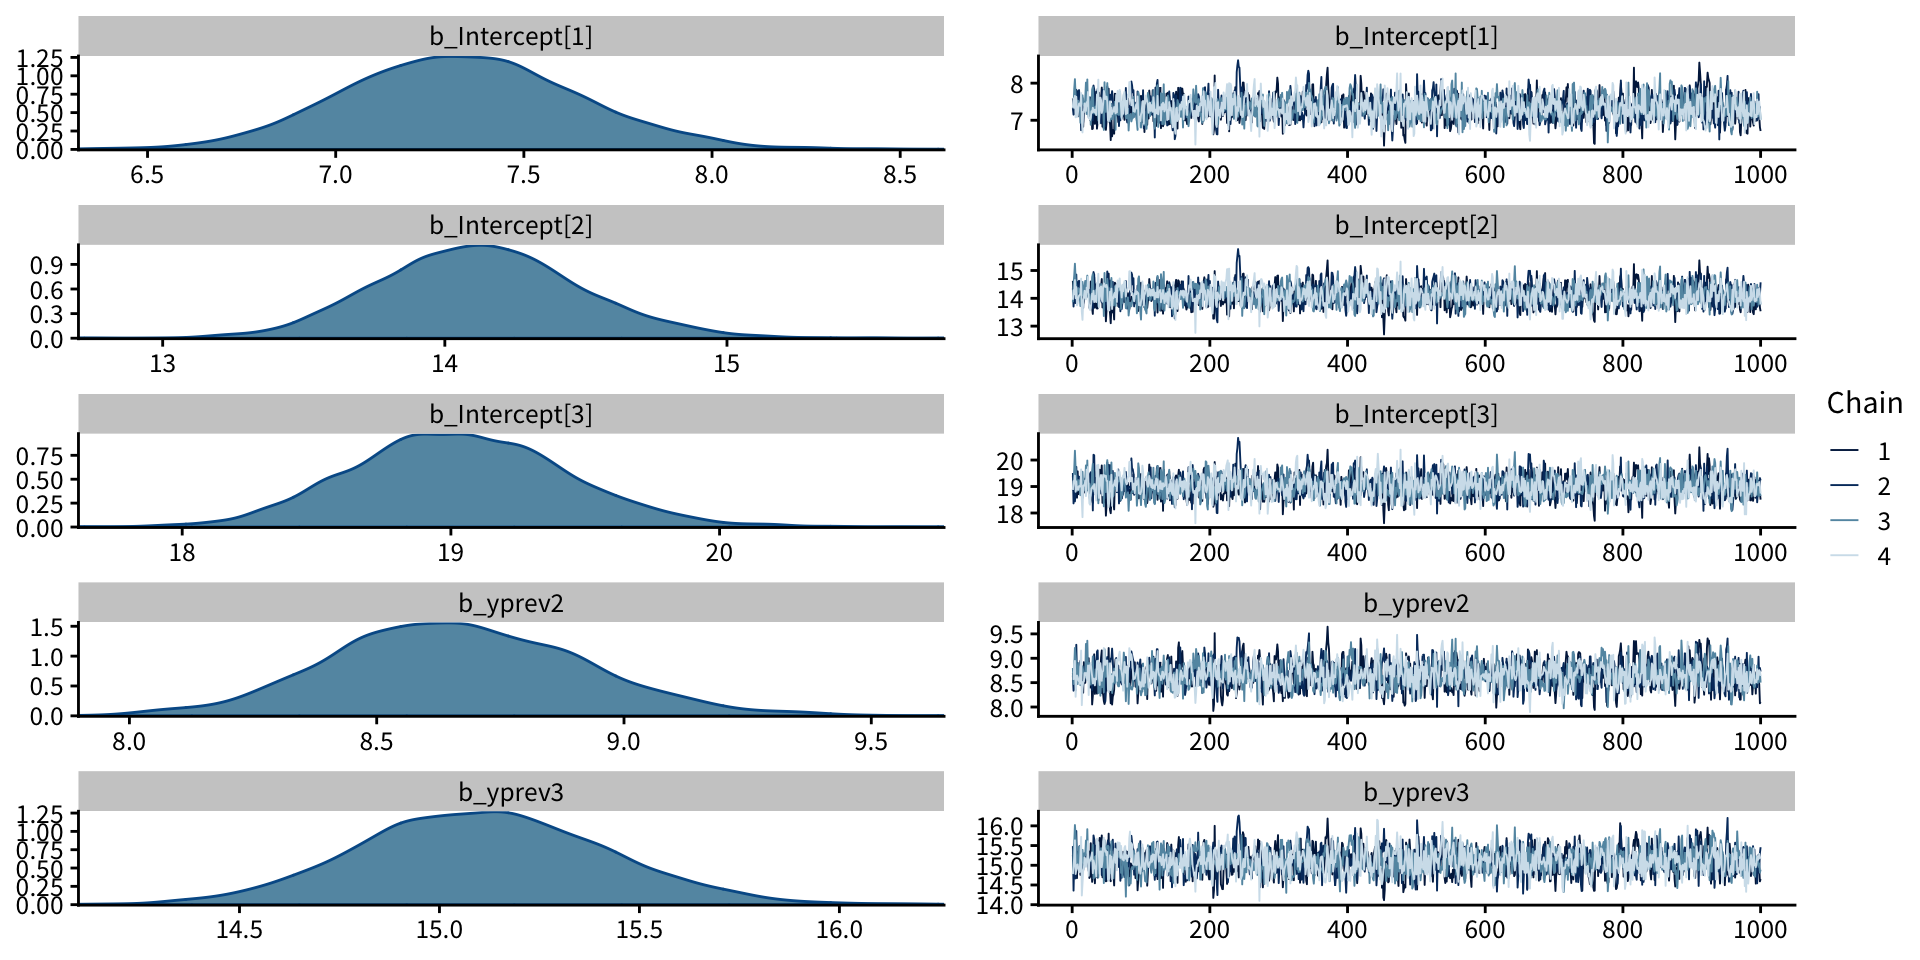 b_Intercept[1]
1.25
1.00
0.75
0.50
0.25
0.00
6.5 7.0 7.5 8.0 8.5
b_Intercept[1]
8
7
0 200 400 600 800 1000
b_Intercept[2]
0.9
0.6
0.3
0.0
13 14 15
b_Intercept[2]
15
14
13
0 200 400 600 800 1000
b_Intercept[3]
0.75
0.50
0.25
0.00
18 19 20
b_Intercept[3]
20
19
18
0 200 400 600 800 1000
b_yprev2
1.5
1.0
0.5
0.0
8.0 8.5 9.0 9.5
b_yprev2
9.5
9.0
8.5
8.0
0 200 400 600 800 1000
b_yprev3
1.25
1.00
0.75
0.50
0.25
0.00
14.5 15.0 15.5 16.0
b_yprev3
16.0
15.5
15.0
14.5
14.0
0 200 400 600 800 1000
Chain
1
2
3
4